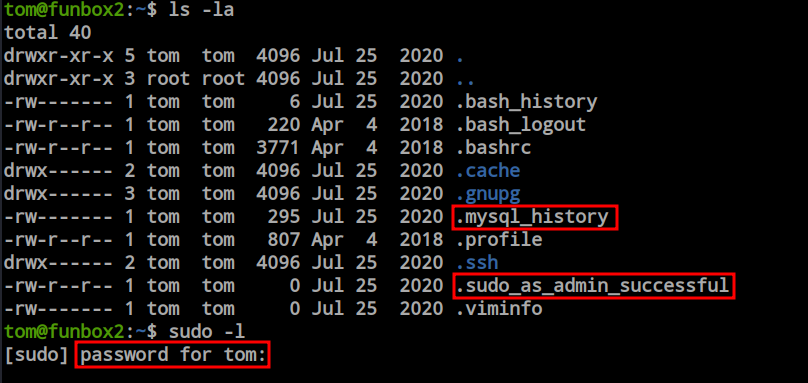 tom@funbox2:~$ ls -la
total 40
drwxr-xr-x 5 tom  tom  4096 Jul 25  2020 .
drwxr-xr-x 3 root root 4096 Jul 25  2020 ..
-rw------- 1 tom  tom     6 Jul 25  2020 .bash_history
-rw-r--r-- 1 tom  tom   220 Apr  4  2018 .bash_logout
-rw-r--r-- 1 tom  tom  3771 Apr  4  2018 .bashrc
drwx------ 2 tom  tom  4096 Jul 25  2020 .cache
drwx------ 3 tom  tom  4096 Jul 25  2020 .gnupg
-rw------- 1 tom  tom   295 Jul 25  2020 .mysql_history
-rw-r--r-- 1 tom  tom   807 Apr  4  2018 .profile
drwx------ 2 tom  tom  4096 Jul 25  2020 .ssh
-rw-r--r-- 1 tom  tom     0 Jul 25  2020 .sudo_as_admin_successful
-rw------- 1 tom  tom     0 Jul 25  2020 .viminfo
tom@funbox2:~$ sudo -l
[sudo] password for tom: